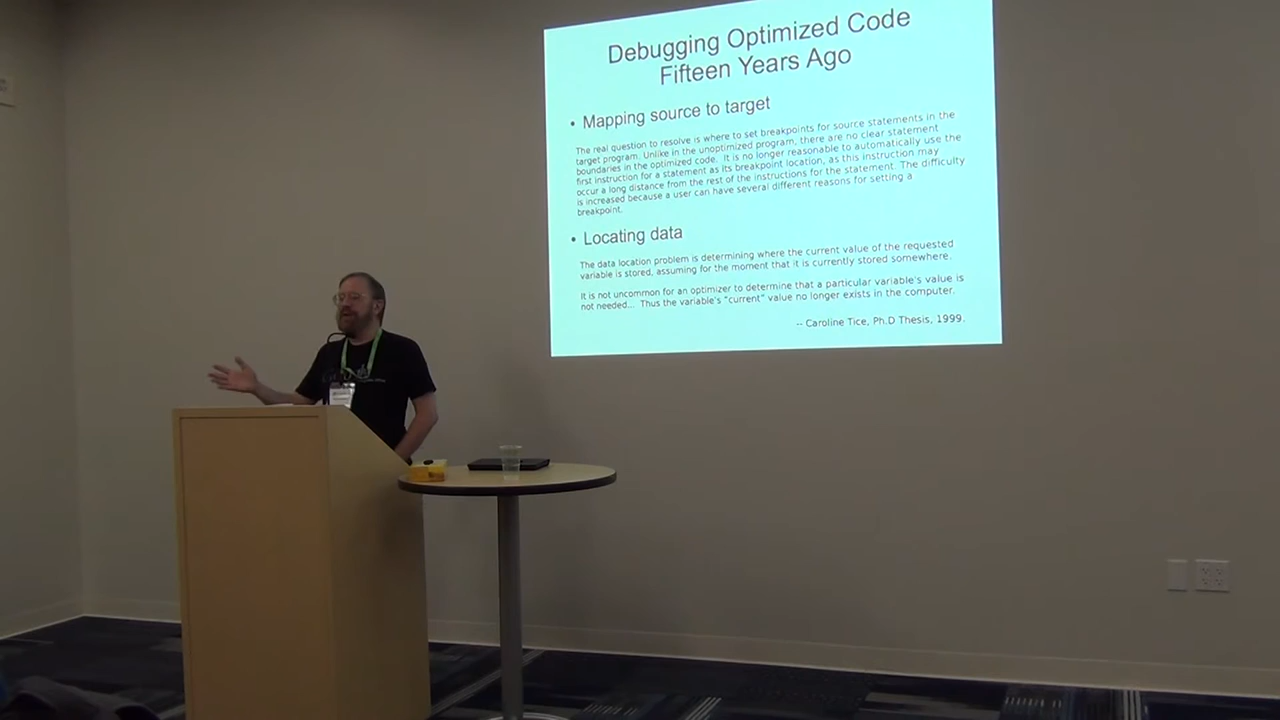 Debugging Optimized Code
Fifteen Years Ago
• Mapping source to target
The real question to resolve is where to set breakpoints for source statements in the
target program. Unlike in the unoptimized program, there are no clear statement
boundaries in the optimized code. It is no longer reasonable to automatically use the
first instruction for a statement as its breakpoint location, as this instruction may
occur a long distance from the rest of the instructions for the statement. The difficulty
is increased because a user can have several different reasons for setting a
breakpoint.
• Locating data
The data location problem is determining where the current value of the requested
variable is stored, assuming for the moment that it is currently stored somewhere.
It is not uncommon for an optimizer to determine that a particular variable's value is
not needed... Thus the variable's "current" value no longer exists in the computer.
-- Caroline Tice, Ph.D Thesis, 1999.